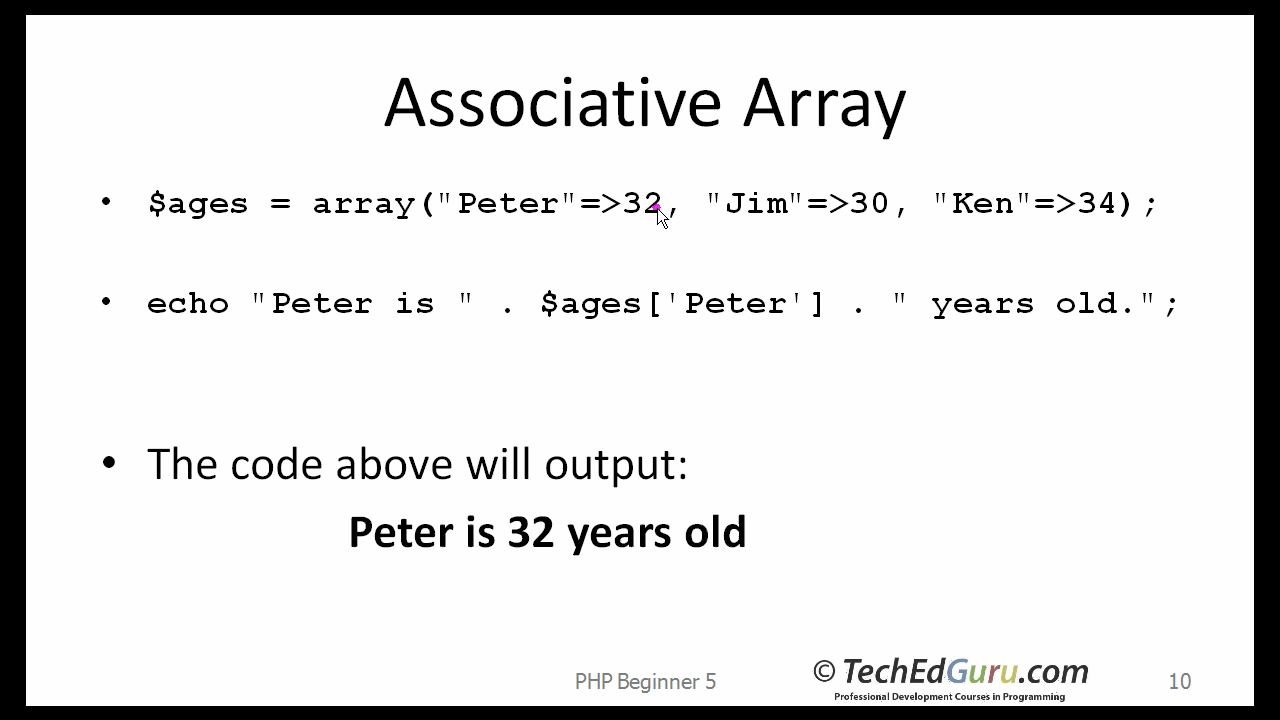 Associative Array
• $ages = array("Peter"=>32, "Jim"=>30, "Ken"=>34);
• echo "Peter is " . $ages['Peter'] . " years old.";
• The code above will output:
Peter is 32 years old
PHP Beginner 5
© TechEdGuru.com
Professional Development Courses in Programming
10